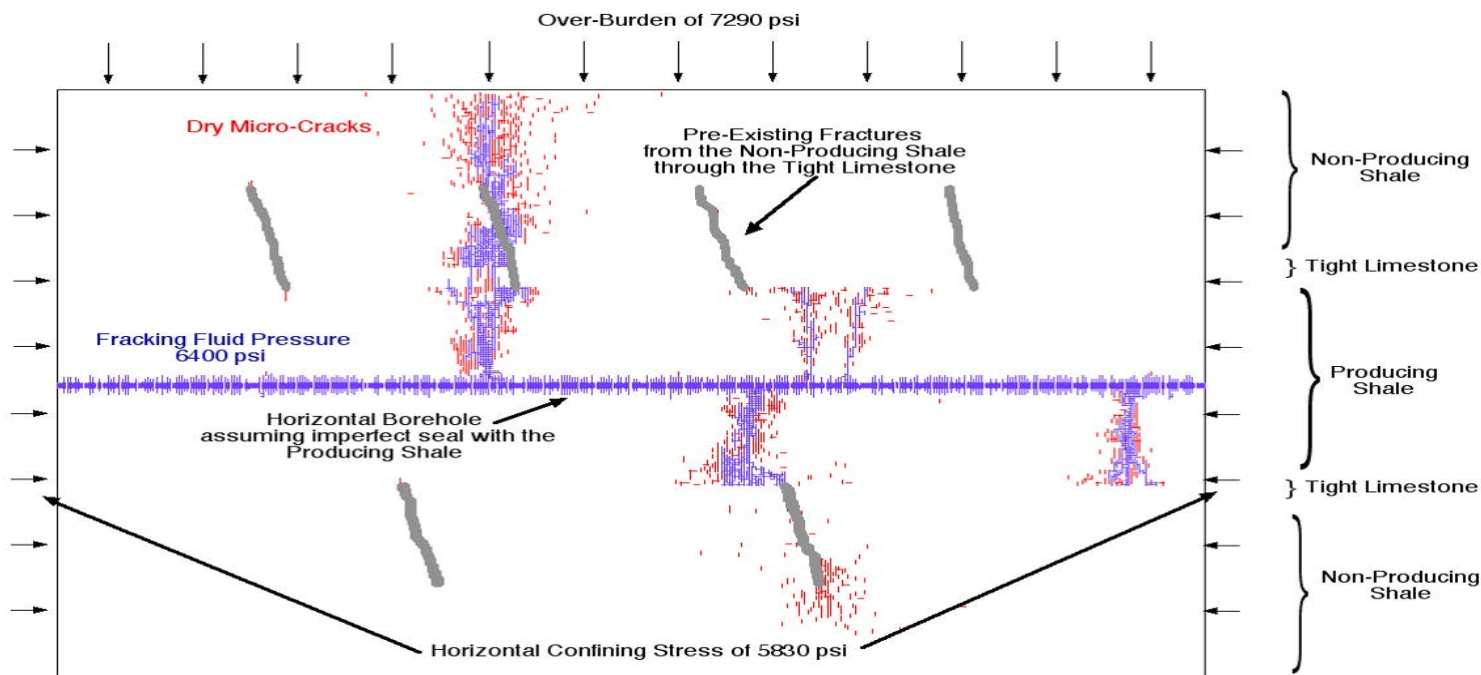 Over-Burden of 7290 psi
Dry Micro-Cracks
Pre-Existing Fractures
from the Non-Producing Shale
through the Tight Limestone
Non-Producing
Shale
} Tight Limestone
Fracking Fluid Pressure
6400 psi
Producing
Shale
Horizontal Borehole
assuming imperfect seal with the
Producing Shale
} Tight Limestone
Non-Producing
Shale
Horizontal Confining Stress of 5830 psi